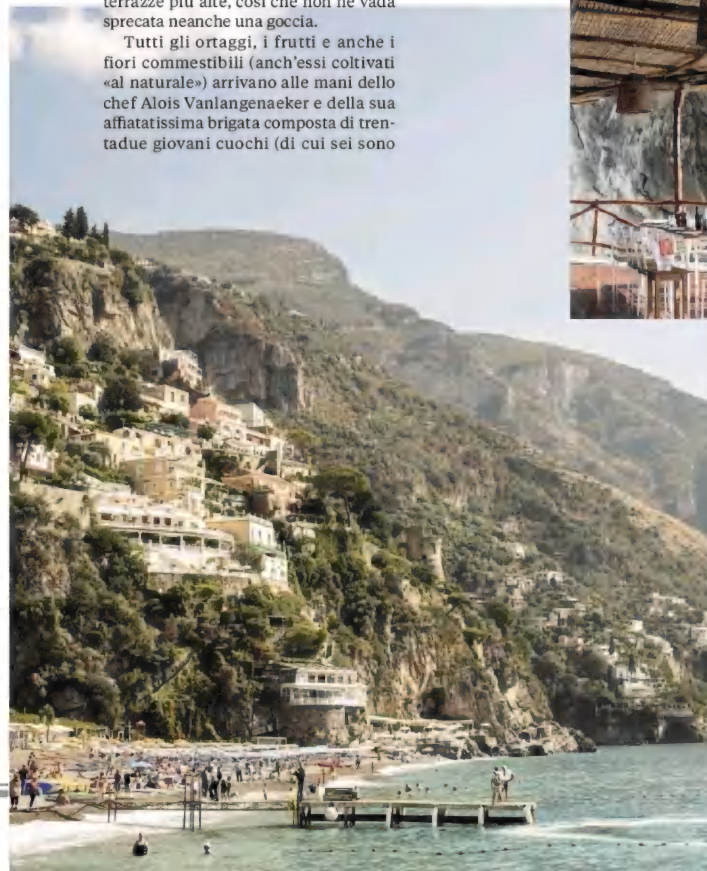 terrazze più alte, così che non ne vada
sprecata neanche una goccia.
Tutti gli ortaggi, i frutti e anche i
fiori commestibili (anch'essi coltivati
«al naturale») arrivano alle mani dello
chef Alois Vanlangenaeker e della sua
affiatatissima brigata composta di tren-
tadue giovani cuochi (di cui sei sono